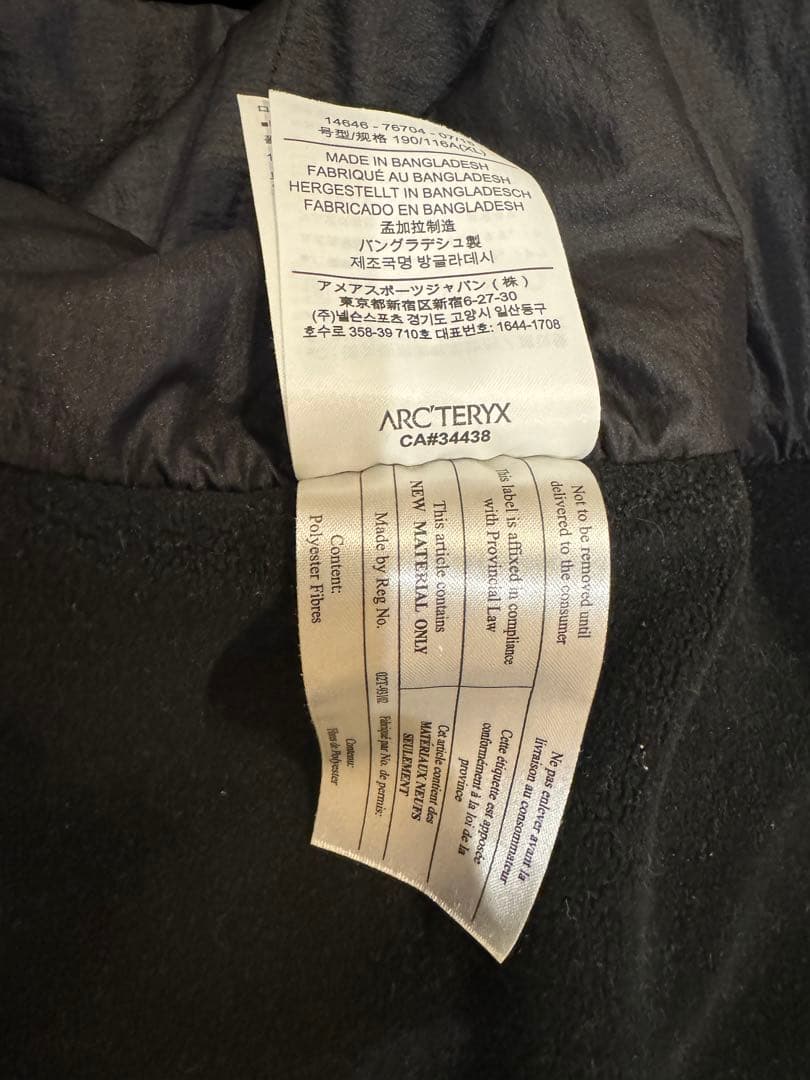 14646 - 76704 - 07/
号型/规格 190/116A(XL)
MADE IN BANGLADESH
FABRIQUÉ AU BANGLADESH
HERGESTELLT IN BANGLADESCH
FABRICADO EN BANGLADESH
孟加拉制造
バングラデシュ製
제조국명 방글라데시
アメアスポーツジャパン(株)
東京都新宿区新宿6-27-30
(주)넬슨스포츠 경기도 고양시 일산동구
호수로 358-39 710호 대표번호: 1644-1708
ARC'TERYX
CA#34438
Not to be removed until
delivered to the consumer
Ne pas enlever avant la
livraison au consommateur
This label is affixed in compliance
with Provincial Law
Cette étiquette est apposée
conformément à la loi de la
province
This article contains
NEW MATERIAL ONLY
Cet article contient des
MATÉRIAUX NEUFS
SEULEMENT
Made by Reg No.
Fabriqué par No. de permis:
Content:
Polyester Fibres
Contenu:
Fibres de Polyester